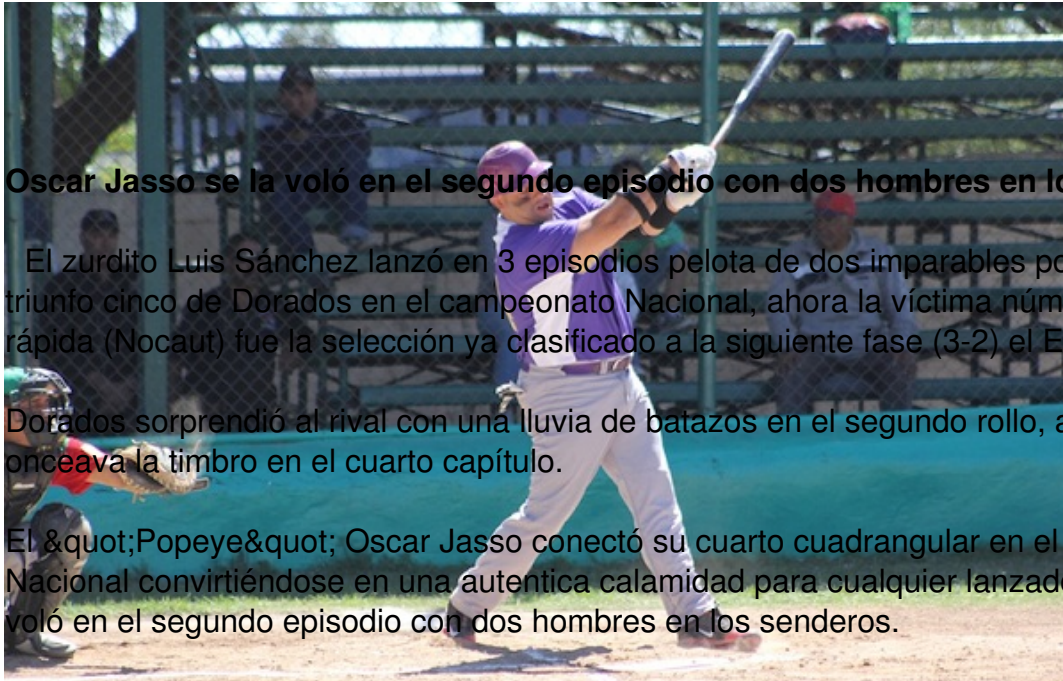 Oscar Jasso se la voló en el segundo episodio con dos hombres en
El zurdito Luis Sánchez lanzó en 3 episodios pelota de dos imparables
triunfo cinco de Dorados en el campeonato Nacional, ahora la víctima
rápida (Nocaut) fue la selección ya clasificado a la siguiente fase (3-2) el
Dorados sorprendió al rival con una lluvia de batazos en el segundo rollo,
onceava la timbro en el cuarto capítulo.
El &quot;Popeye&quot; Oscar Jasso conectó su cuarto cuadrangular en el
Nacional convirtiéndose en una autentica calamidad para cualquier
voló en el segundo episodio con dos hombres en los senderos.